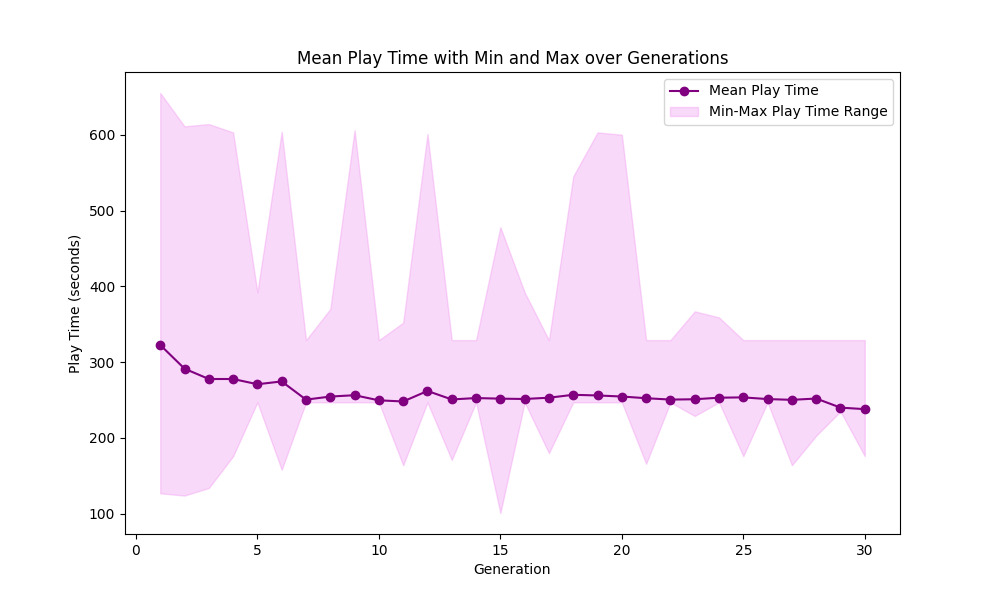 Mean Play Time with Min and Max over Generations
Mean Play Time
Min-Max Play Time Range
Play Time (seconds)
600
500
400
300
200
100
0 5 10 15 20 25 30
Generation